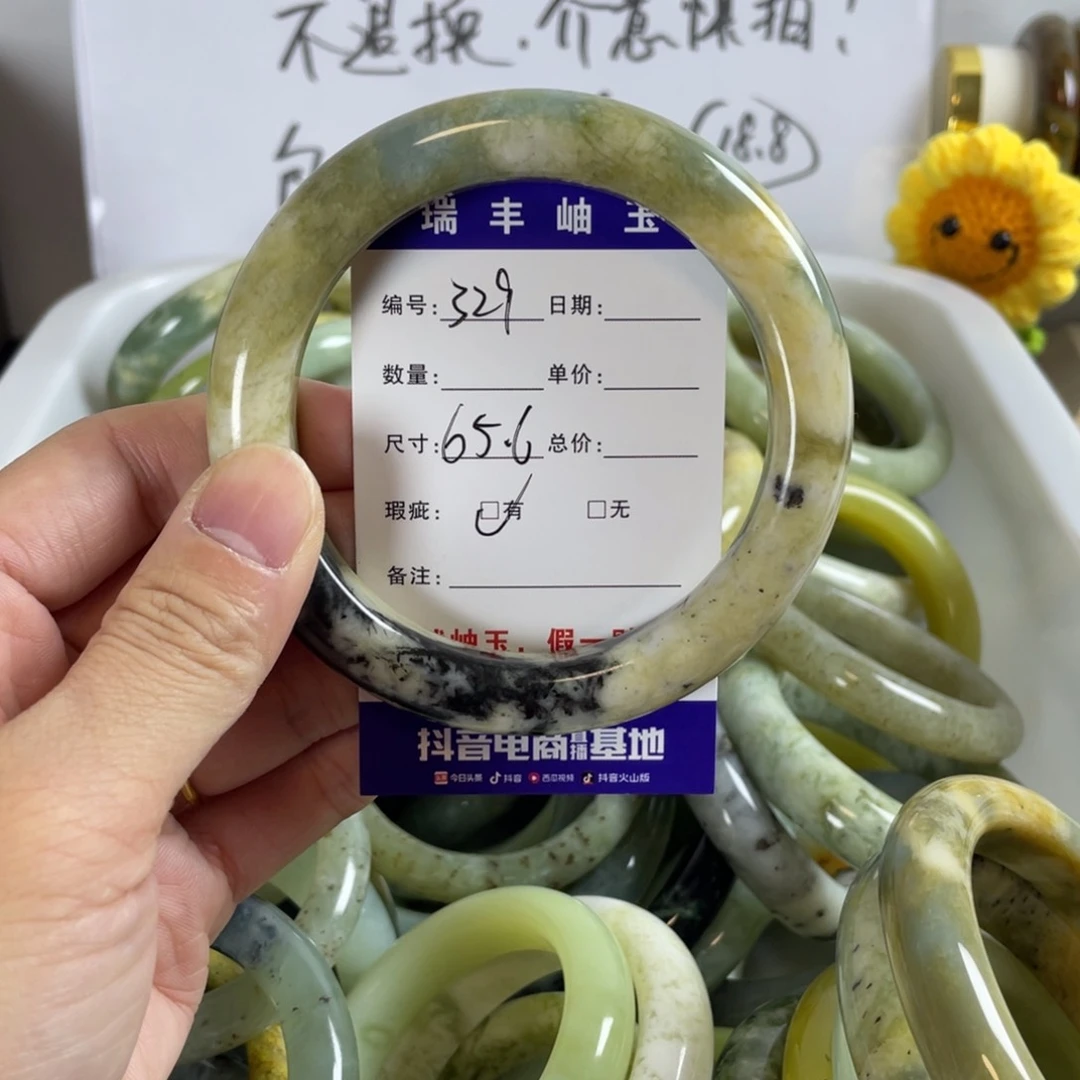 不退换,介意慎拍!
包
18.8
瑞丰岫玉
编号:329 日期:
数量: 单价:
尺寸:65.6 总价:
瑕疵: □有 □无
备注:
岫玉,假一
抖音电商直播基地
今日头条 抖音 西瓜视频 抖音火山版